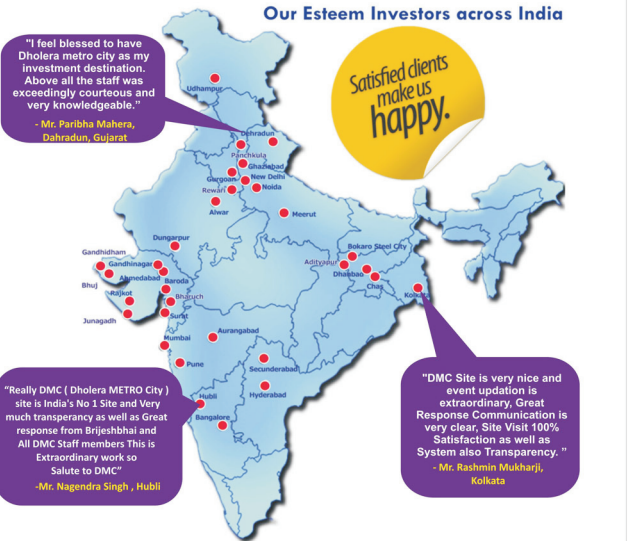 Our Esteem Investors across India
"I feel blessed to have
Dholera metro city as my
investment destination.
Above all the staff was
exceedingly courteous and
very knowledgeable.”
- Mr. Paribha Mahera,
Dahradun, Gujarat
Satisfied clients
make us
happy.
Udhampur
Dehradun
Panchkula
Ghaziabad
Gurgoan
New Delhi
Rewari
Noida
Alwar
Meerut
Dungarpur
Gandhidham
Gandhinagar
Bhuj
Ahmedabad
Baroda
Rajkot
Bharuch
Junagadh
Surat
Mumbai
Pune
Aurangabad
Bokaro Steel City
Adityapur
Dhanbad
Chas
Kolkata
Secunderabad
Hyderabad
Hubli
Bangalore
“Really DMC ( Dholera METRO City )
site is India's No 1 Site and Very
much transperancy as well as Great
response from Brijeshbhai and
All DMC Staff members This is
Extraordinary work so
Salute to DMC”
-Mr. Nagendra Singh , Hubli
"DMC Site is very nice and
event updation is
extraordinary, Great
Response Communication is
very clear, Site Visit 100%
Satisfaction as well as
System also Transparency. ”
- Mr. Rashmin Mukharji,
Kolkata